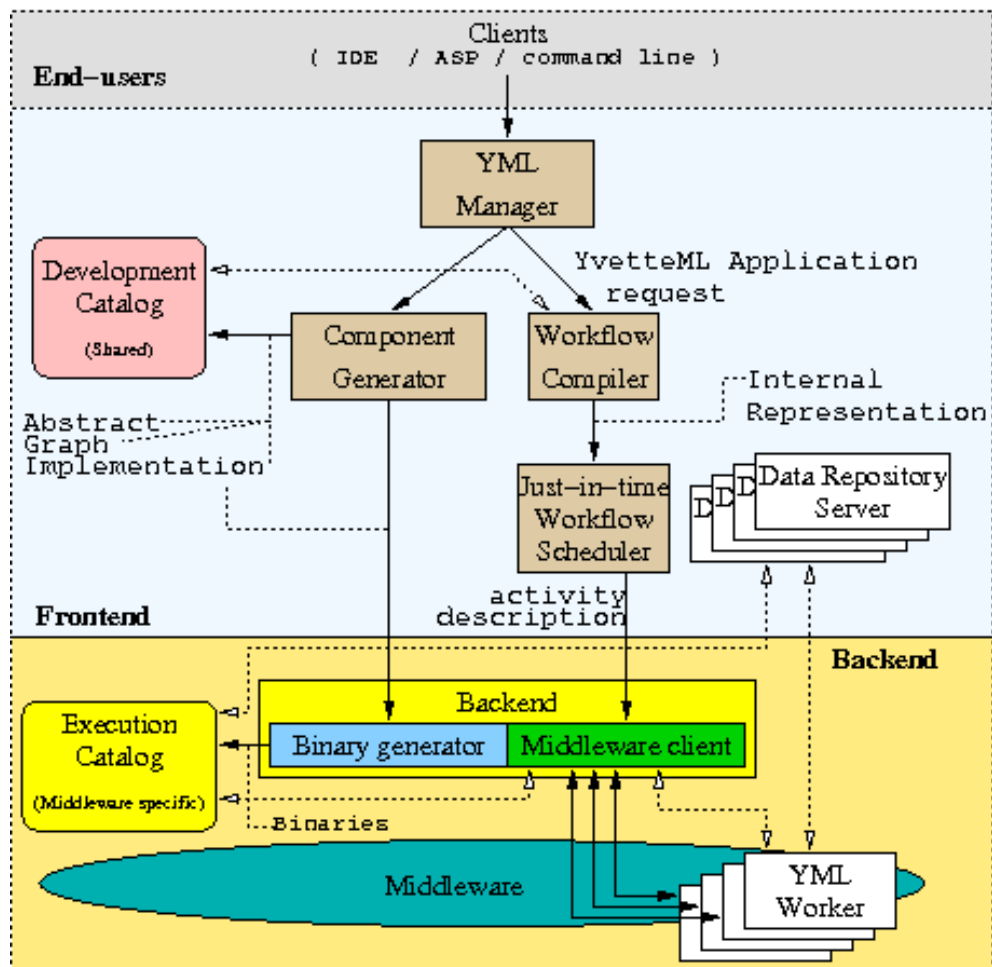 Clients
( IDE / ASP / command line )
End-users
YML
Manager
Development
Catalog
(Shared)
YvetteML Application
request
Component
Generator
Workflow
Compiler
Internal
Representation
Abstract
Graph
Implementation
Just-in-time
Workflow
Scheduler
D
D
D
Data Repository
Server
activity
description
Frontend
Backend
Execution
Catalog
(Middleware specific)
Backend
Binary generator
Middleware client
Binaries
Middleware
YML
Worker